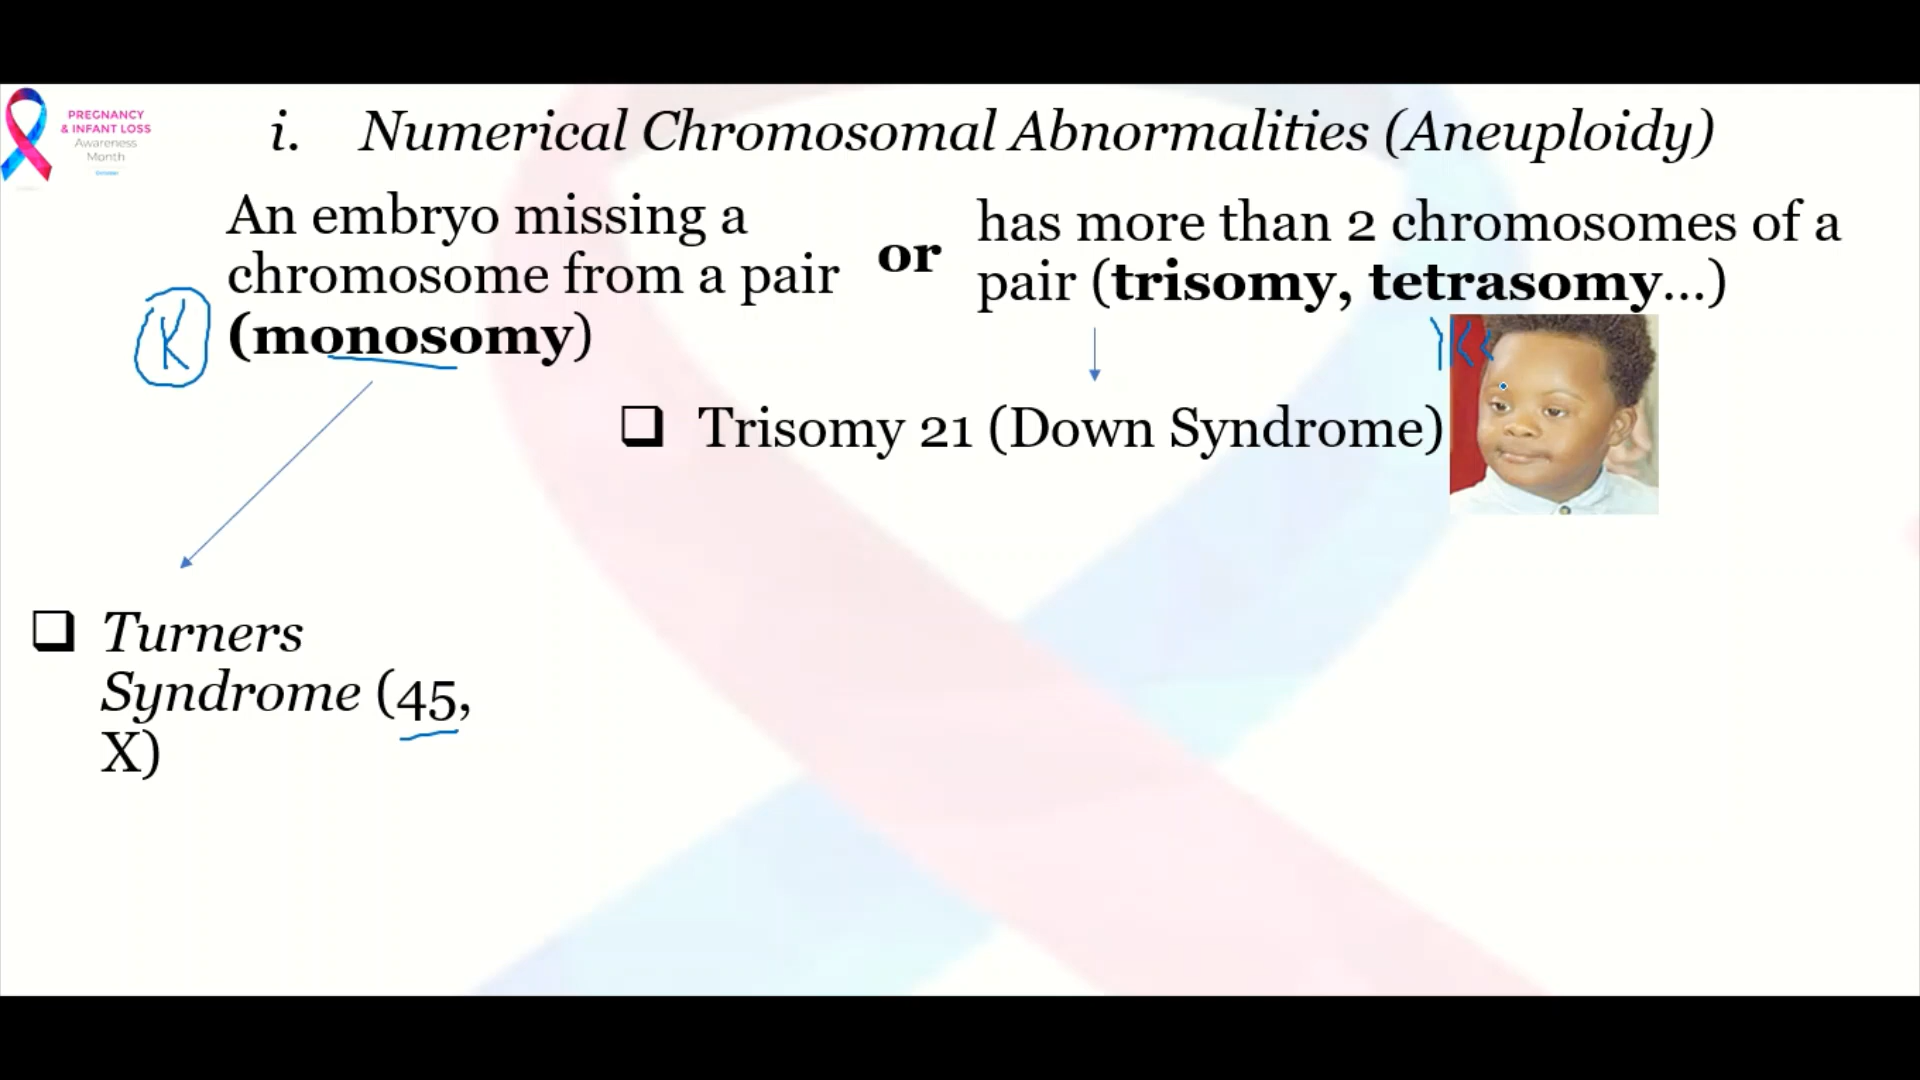 PREGNANCY
& INFANT LOSS
Awareness
Month
October
i. Numerical Chromosomal Abnormalities (Aneuploidy)
An embryo missing a
chromosome from a pair
(monosomy)
or
has more than 2 chromosomes of a
pair (trisomy, tetrasomy...)
Trisomy 21 (Down Syndrome)
Turners
Syndrome (45,
X)